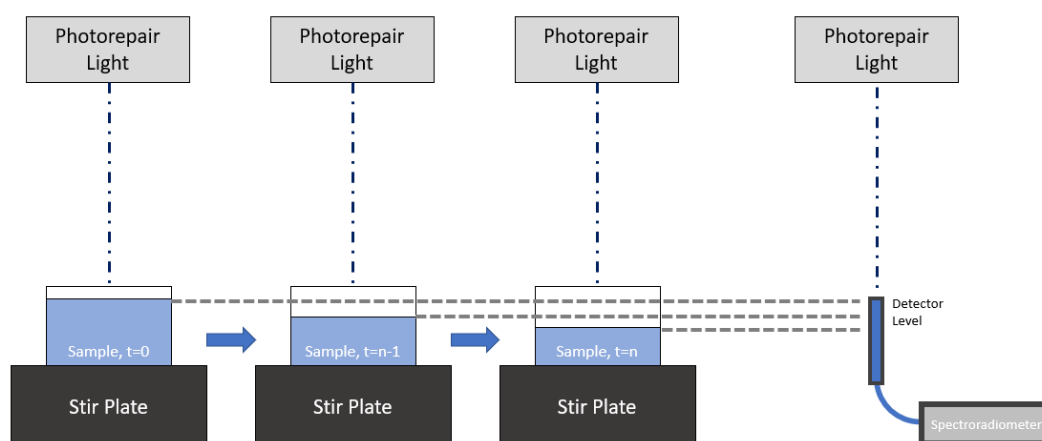 Photorepair
Light
Photorepair
Light
Photorepair
Light
Photorepair
Light
Detector
Level
Sample, t=0
Sample, t=n-1
Sample, t=n
Stir Plate
Stir Plate
Stir Plate
Spectroradiometer